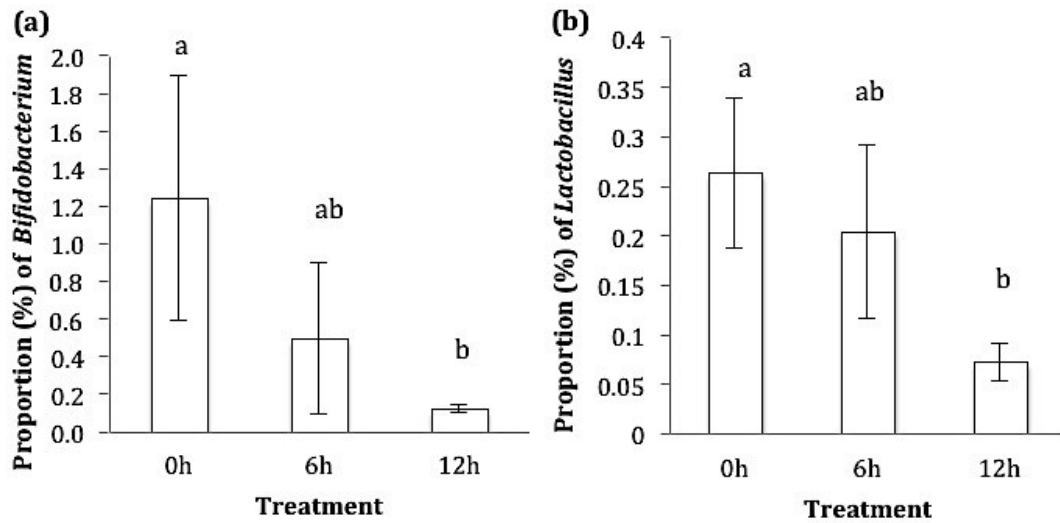 (a)
Proportion (%) of Bifidobacterium
2.0
1.8
1.6
1.4
1.2
1.0
0.8
0.6
0.4
0.2
0.0
a
ab
b
0h 6h 12h
Treatment
(b)
Proportion (%) of Lactobacillus
0.4
0.35
0.3
0.25
0.2
0.15
0.1
0.05
0
a
ab
b
0h 6h 12h
Treatment